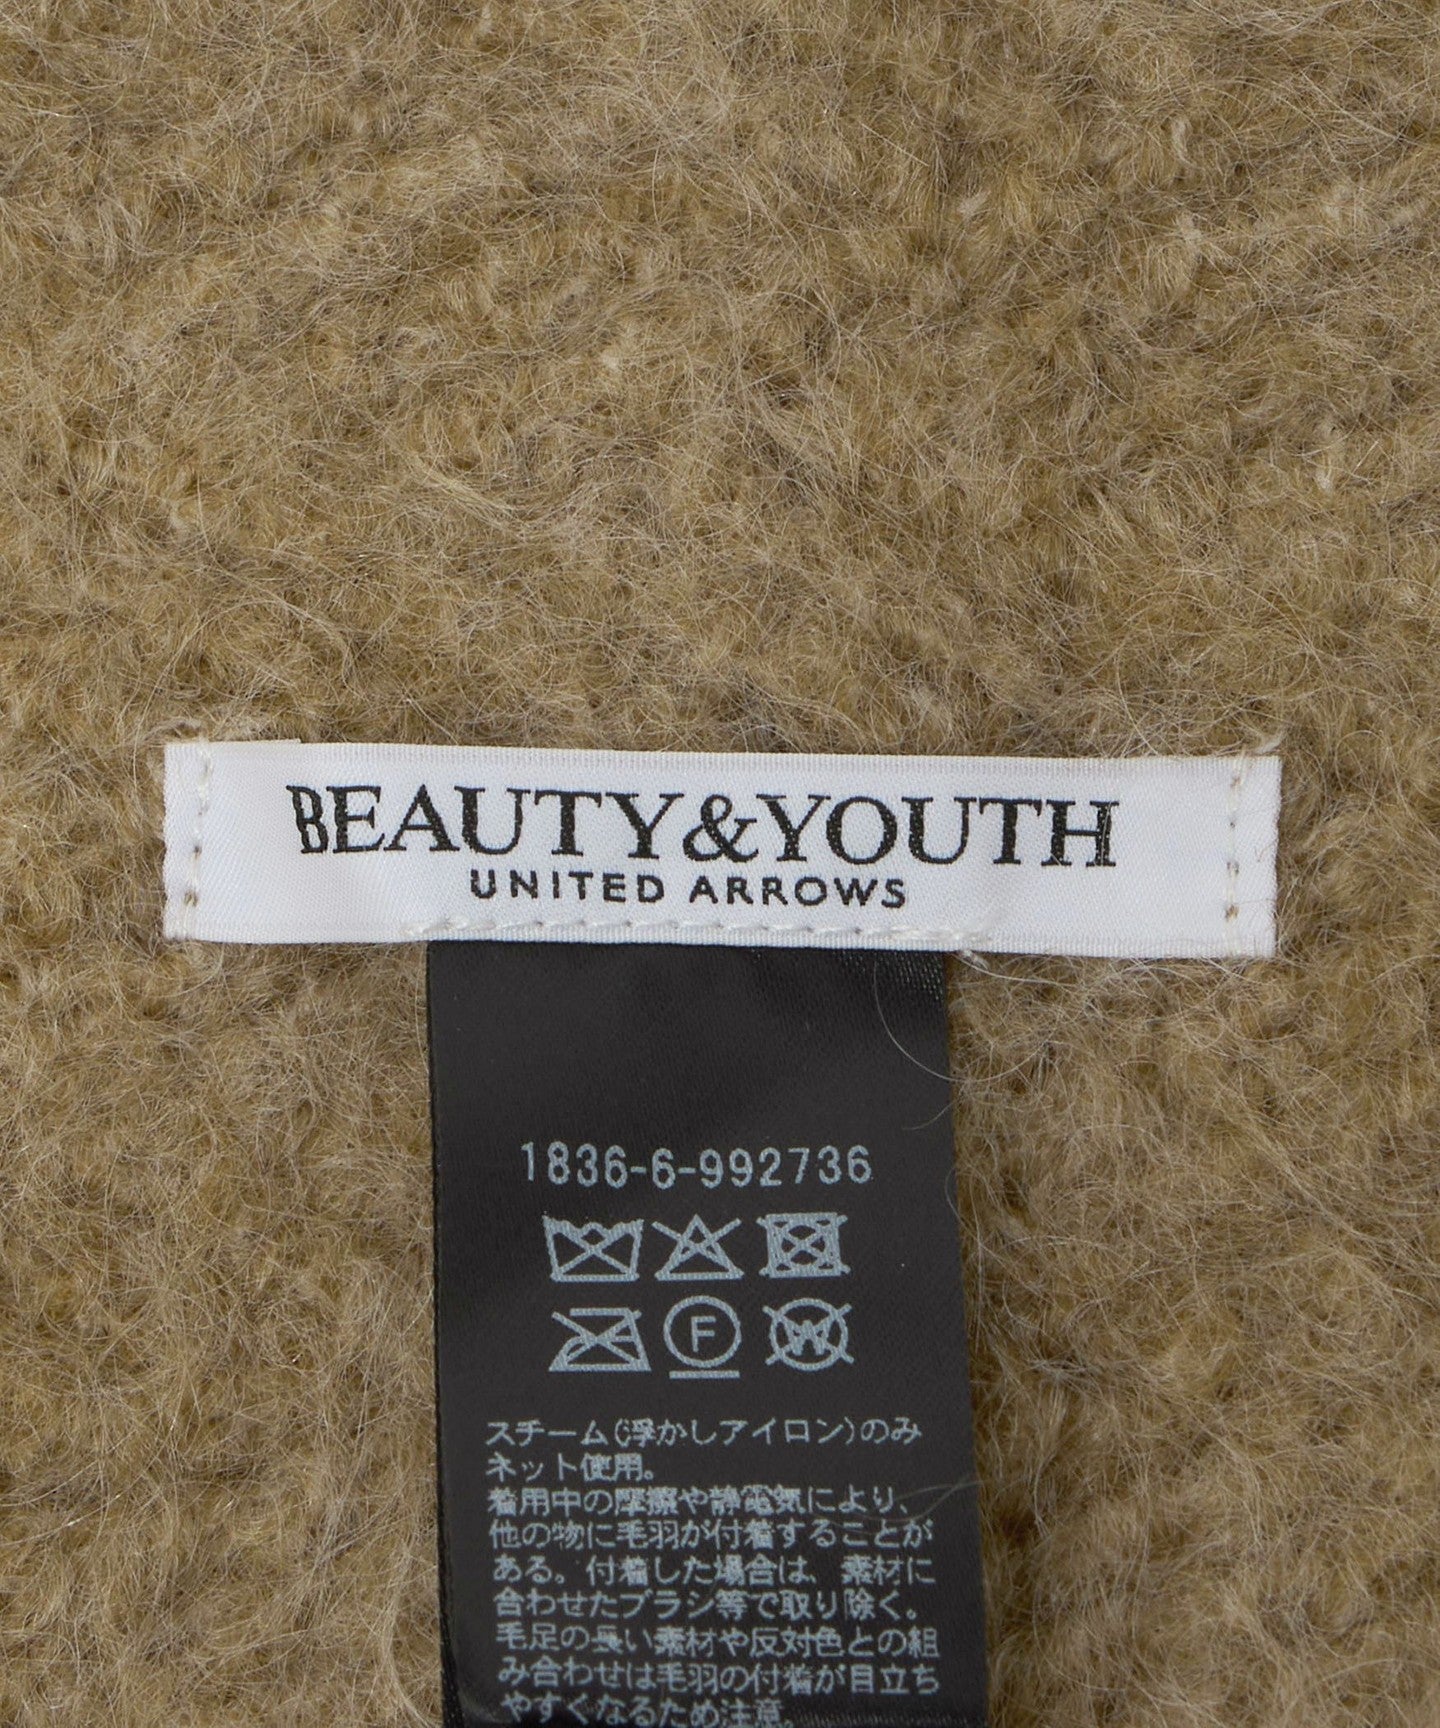 BEAUTY&YOUTH
UNITED ARROWS
1836-6-992736
F
W
スチーム(浮かしアイロン)のみ
ネット使用。
着用中の摩擦や静電気により、
他の物に毛羽が付着することが
ある。付着した場合は、素材に
合わせたブラシ等で取り除く。
毛足の長い素材や反対色との組
み合わせは毛羽の付着が目立ち
やすくなるため注意。